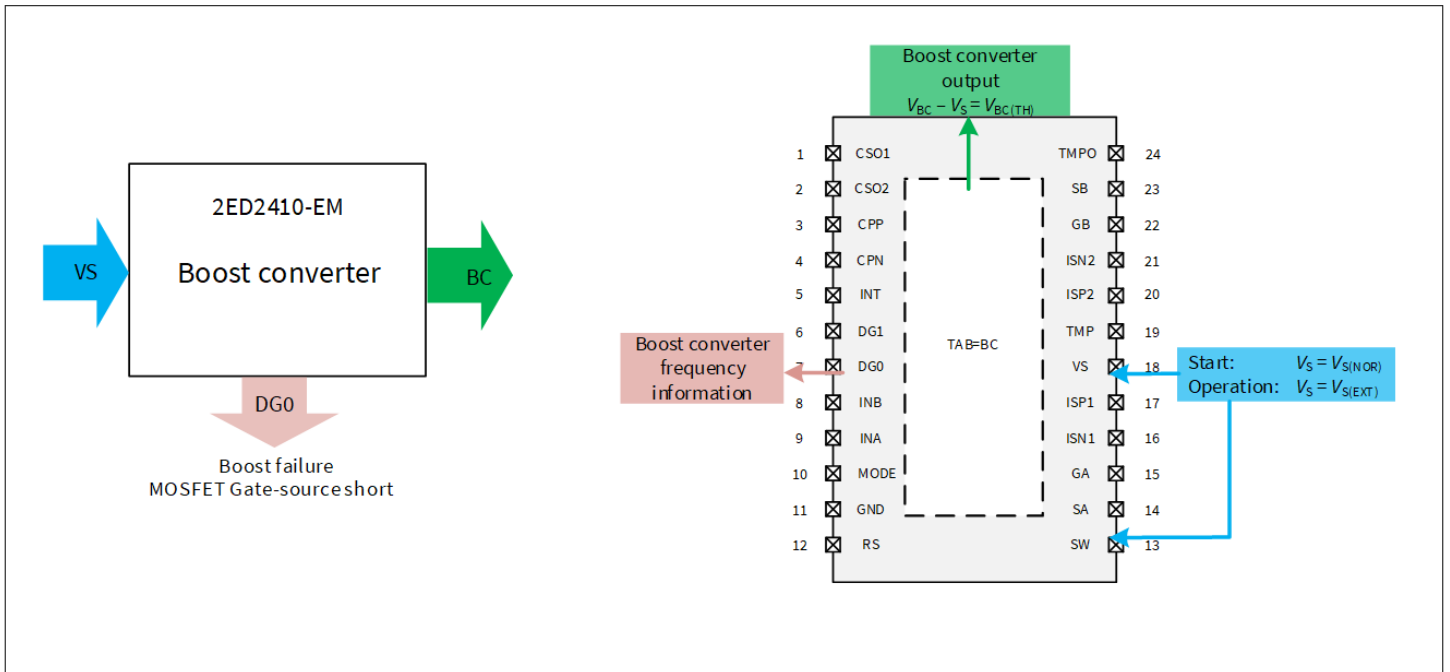 2ED2410-EM
Boost converter
VS
BC
DG0
Boost failure
MOSFET Gate-source short
Boost converter
output
VBC – VS = VBC(TH)
1 CSO1 TMPO 24
2 CSO2 SB 23
3 CPP GB 22
4 CPN ISN2 21
5 INT ISP2 20
6 DG1 TMP 19
7 DG0 VS 18
8 INB ISP1 17
9 INA ISN1 16
10 MODE GA 15
11 GND SA 14
12 RS SW 13
TAB=BC
Boost converter
frequency
information
Start: VS = VS(NOR)
Operation: VS = VS(EXT)